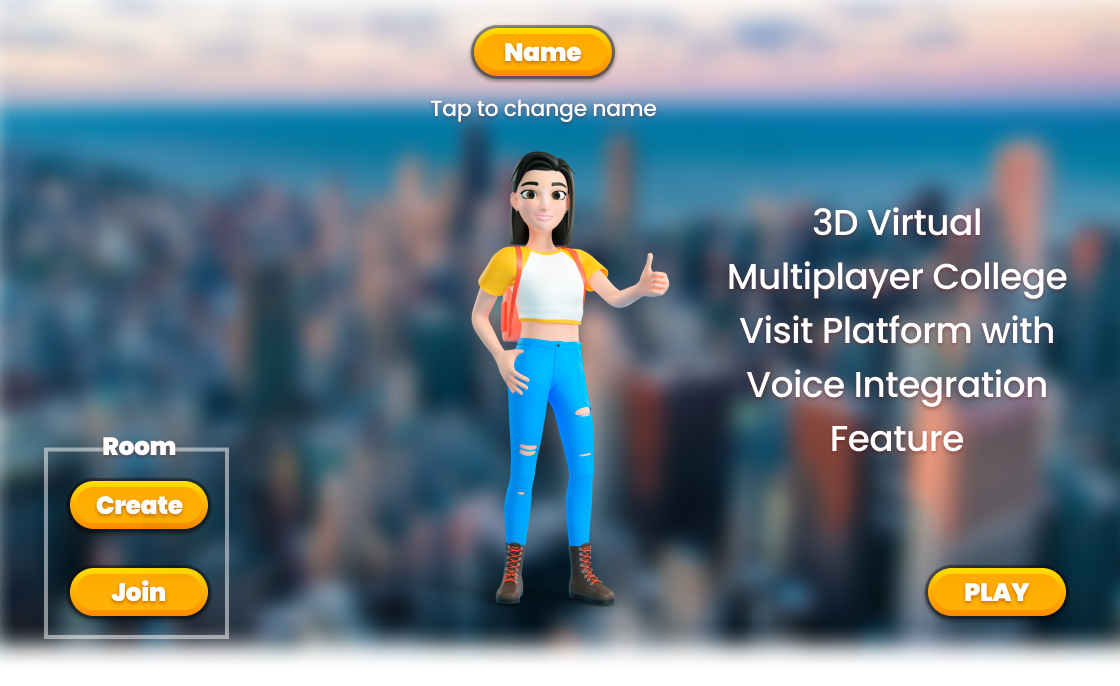 Name
Tap to change name
3D Virtual
Multiplayer College
Visit Platform with
Voice Integration
Feature
Room
Create
Join
PLAY